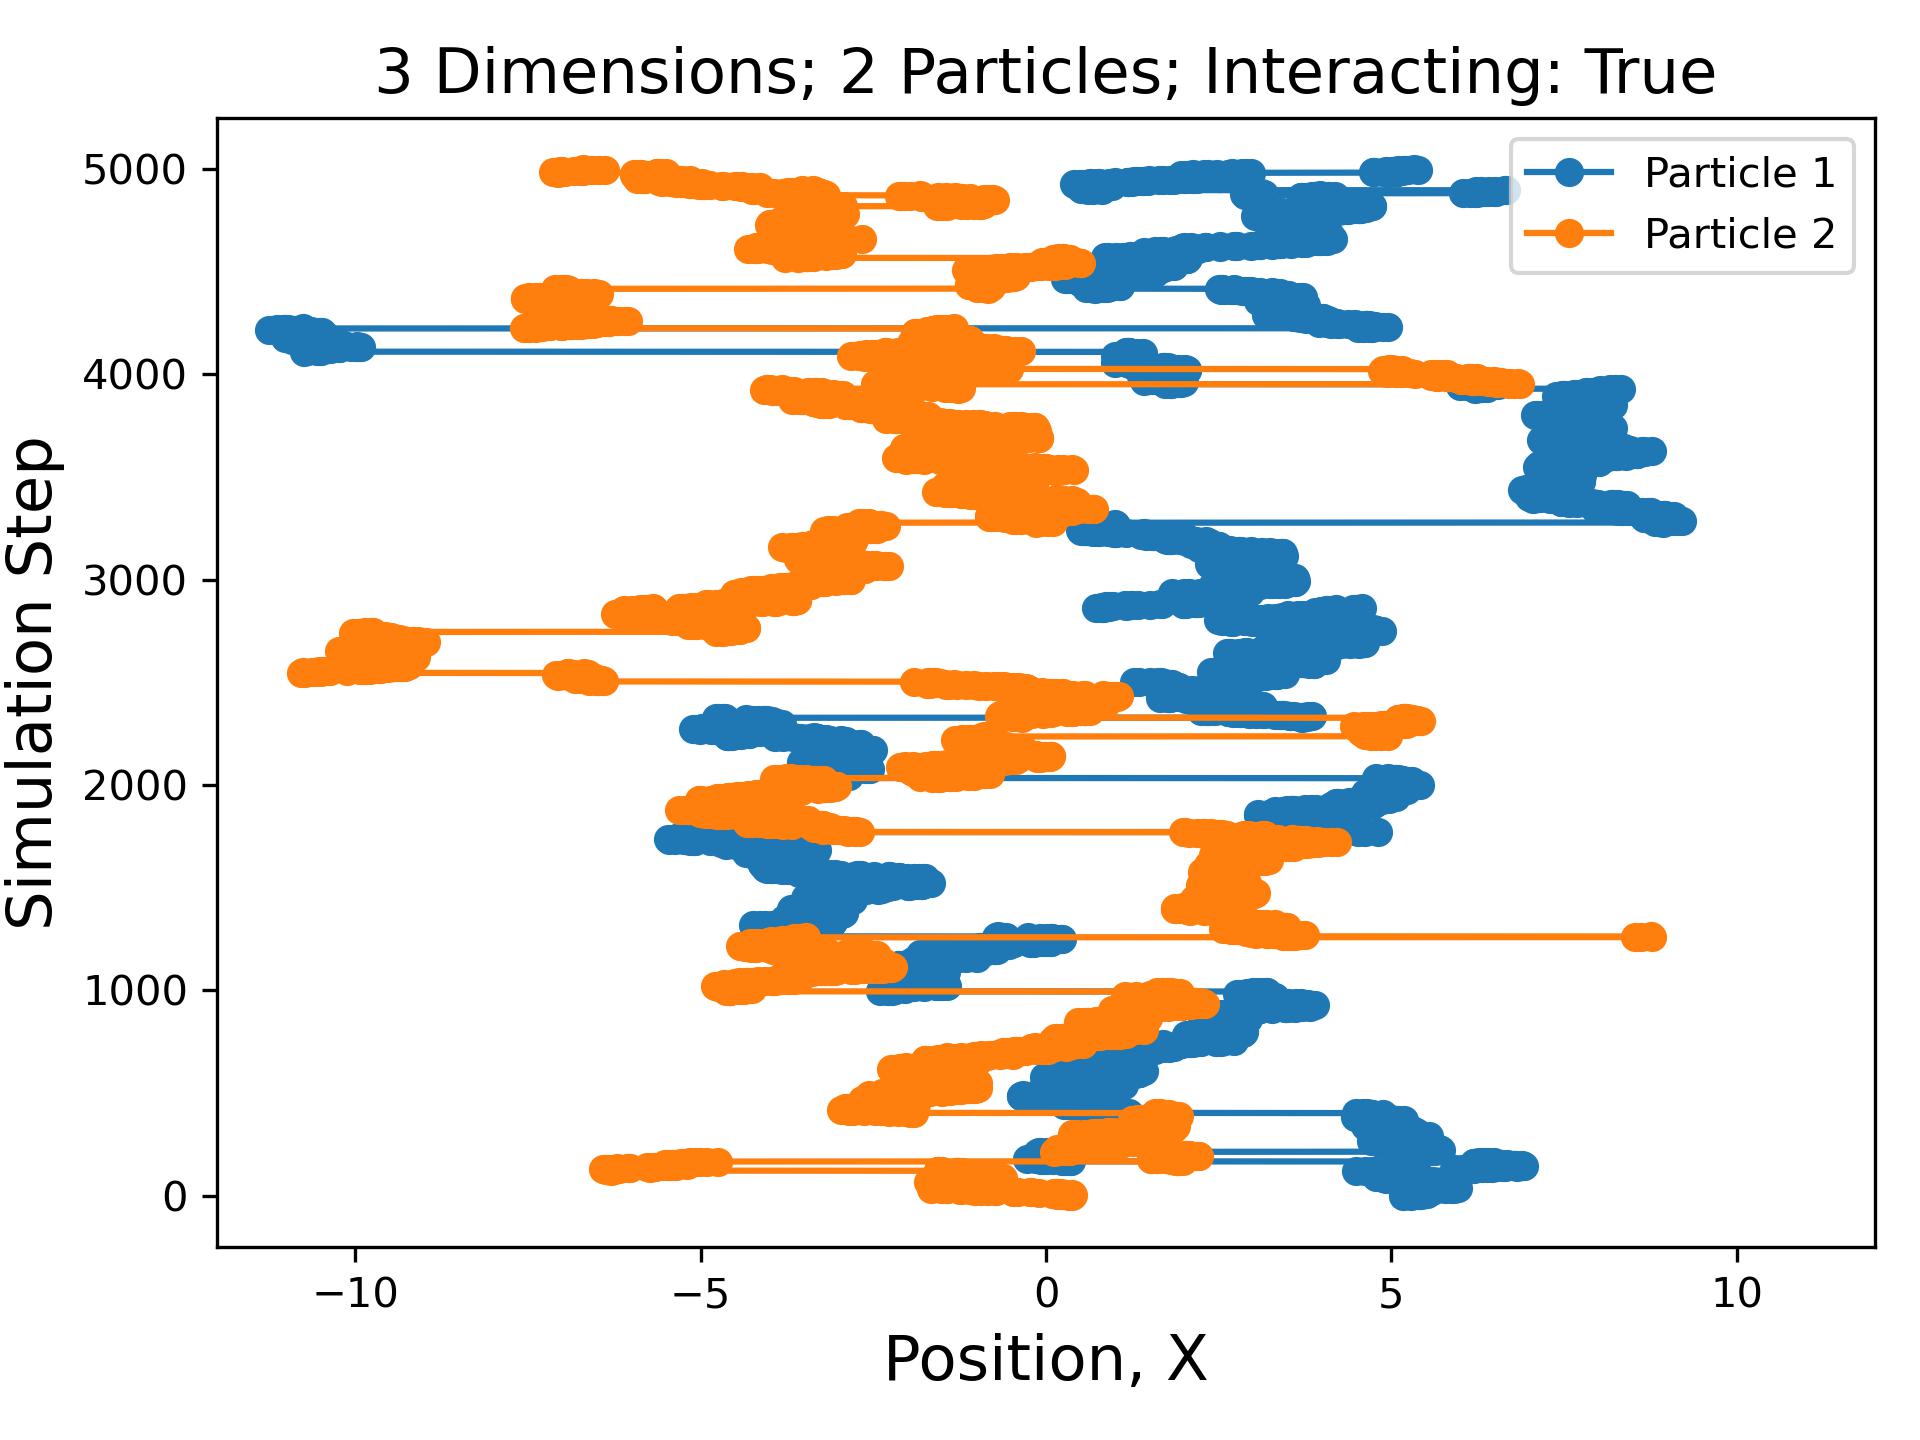 3 Dimensions; 2 Particles; Interacting: True
Particle 1
Particle 2
5000
4000
3000
2000
1000
0
Simulation Step
−10
−5
0
5
10
Position, X